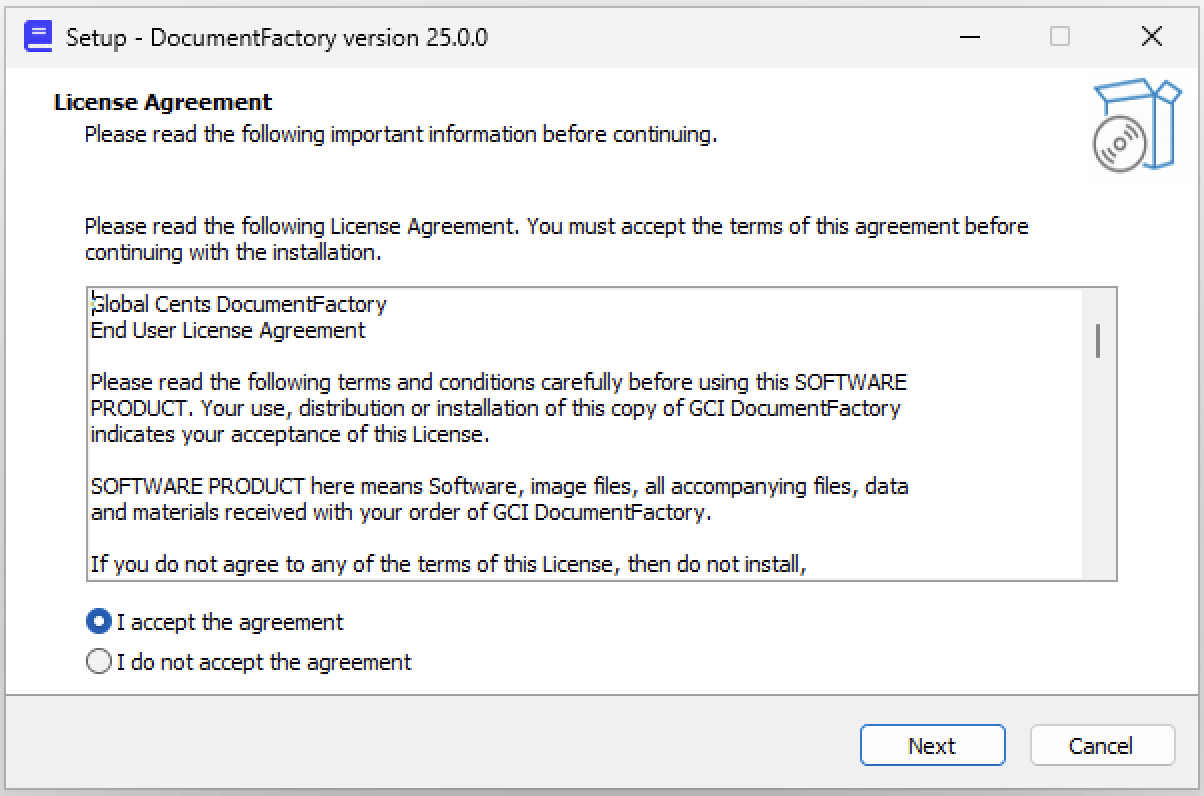 Setup - DocumentFactory version 25.0.0
License Agreement
Please read the following important information before continuing.
Please read the following License Agreement. You must accept the terms of this agreement before
continuing with the installation.
Global Cents DocumentFactory
End User License Agreement
Please read the following terms and conditions carefully before using this SOFTWARE
PRODUCT. Your use, distribution or installation of this copy of GCI DocumentFactory
indicates your acceptance of this License.
SOFTWARE PRODUCT here means Software, image files, all accompanying files, data
and materials received with your order of GCI DocumentFactory.
If you do not agree to any of the terms of this License, then do not install,
I accept the agreement
I do not accept the agreement
Next
Cancel